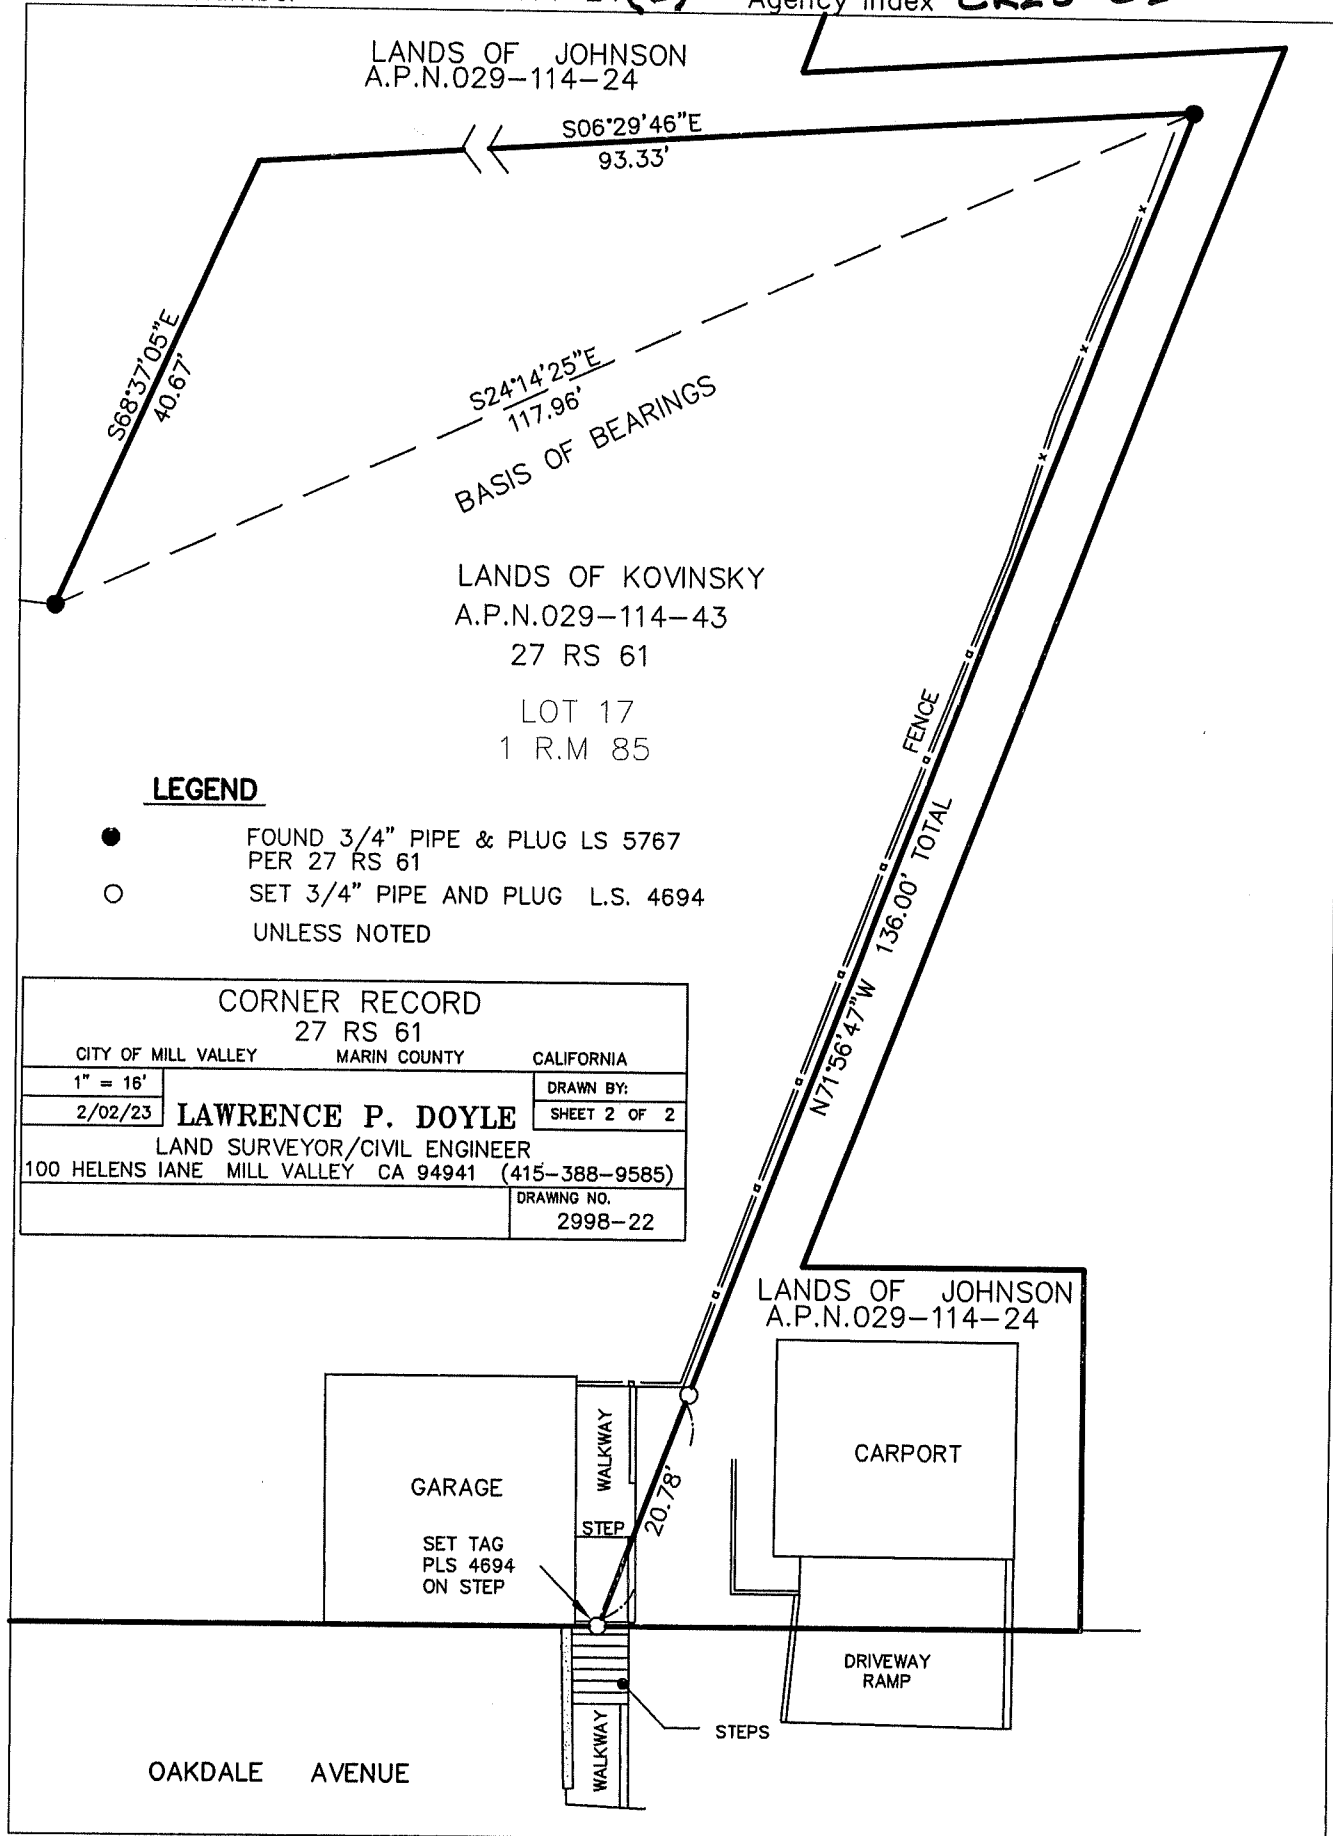 Agency Index
LANDS OF JOHNSON
A.P.N.029-114-24
S06°29'46"E
93.33'
S68°37'05"E
40.67'
S24°14'25"E
117.96'
BASIS OF BEARINGS
LANDS OF KOVINSKY
A.P.N.029-114-43
27 RS 61
LOT 17
1 R.M 85
FENCE
N71°56'47"W 136.00' TOTAL
LEGEND
FOUND 3/4" PIPE & PLUG LS 5767
PER 27 RS 61
SET 3/4" PIPE AND PLUG L.S. 4694
UNLESS NOTED
CORNER RECORD
27 RS 61
CITY OF MILL VALLEY MARIN COUNTY CALIFORNIA
1" = 16'
DRAWN BY:
2/02/23
LAWRENCE P. DOYLE
SHEET 2 OF 2
LAND SURVEYOR/CIVIL ENGINEER
100 HELENS lANE MILL VALLEY CA 94941 (415-388-9585)
DRAWING NO.
2998-22
LANDS OF JOHNSON
A.P.N.029-114-24
WALKWAY
CARPORT
GARAGE
20.78'
STEP
SET TAG
PLS 4694
ON STEP
DRIVEWAY
RAMP
STEPS
WALKWAY
OAKDALE AVENUE